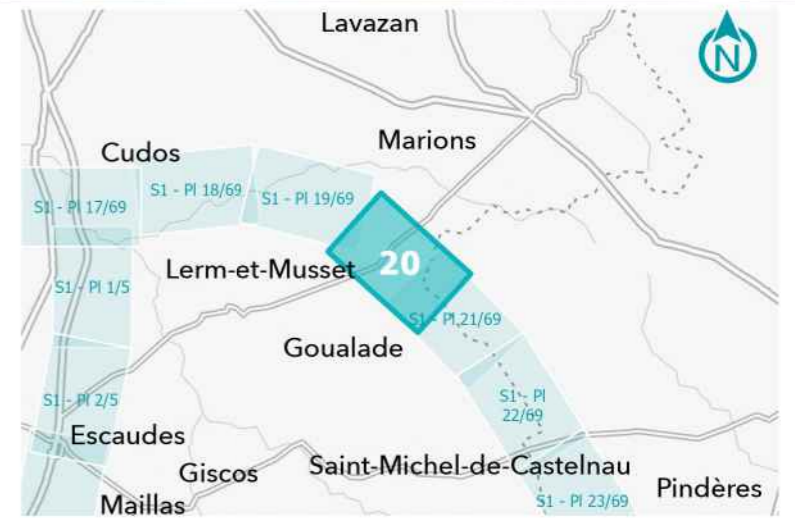 Lavazan
N
Marions
Cudos
S1 - Pl 18/69
S1 - Pl 19/69
S1 - Pl 17/69
Lerm-et-Musset
20
S1 - Pl 1/5
S1 - Pl 21/69
Goualade
S1 - Pl 2/5
S1 - Pl
22/69
Escaudes
Giscos
Saint-Michel-de-Castelnau
Pindères
Maillas
S1 - Pl 23/69